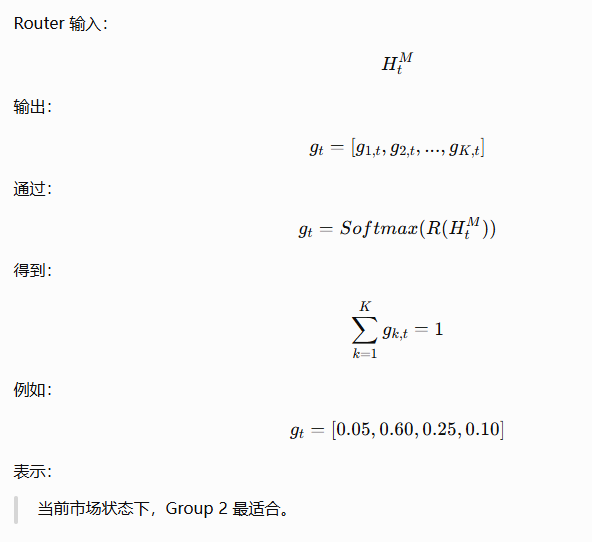 Router 输入：
$H_t^M$
输出：
$g_t = [g_{1,t}, g_{2,t}, ..., g_{K,t}]$
通过：
$g_t = Softmax(R(H_t^M))$
得到：
$\sum_{k=1}^{K} g_{k,t} = 1$
例如：
$g_t = [0.05, 0.60, 0.25, 0.10]$
表示：
当前市场状态下，Group 2 最适合。